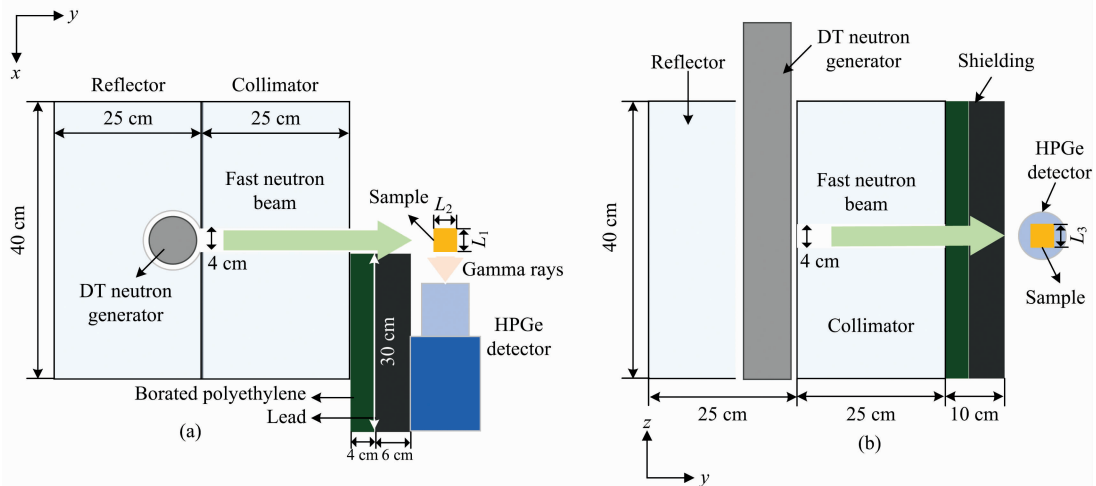 y
x
Reflector
Collimator
25 cm
25 cm
40 cm
Fast neutron
beam
Sample
L2
L1
4 cm
Gamma rays
DT neutron
generator
HPGe
detector
30 cm
Borated polyethylene
Lead
(a)
4 cm
6 cm
Reflector
DT neutron
generator
Shielding
40 cm
Fast neutron
beam
HPGe
detector
4 cm
L3
Sample
Collimator
25 cm
25 cm
10 cm
(b)
z
y